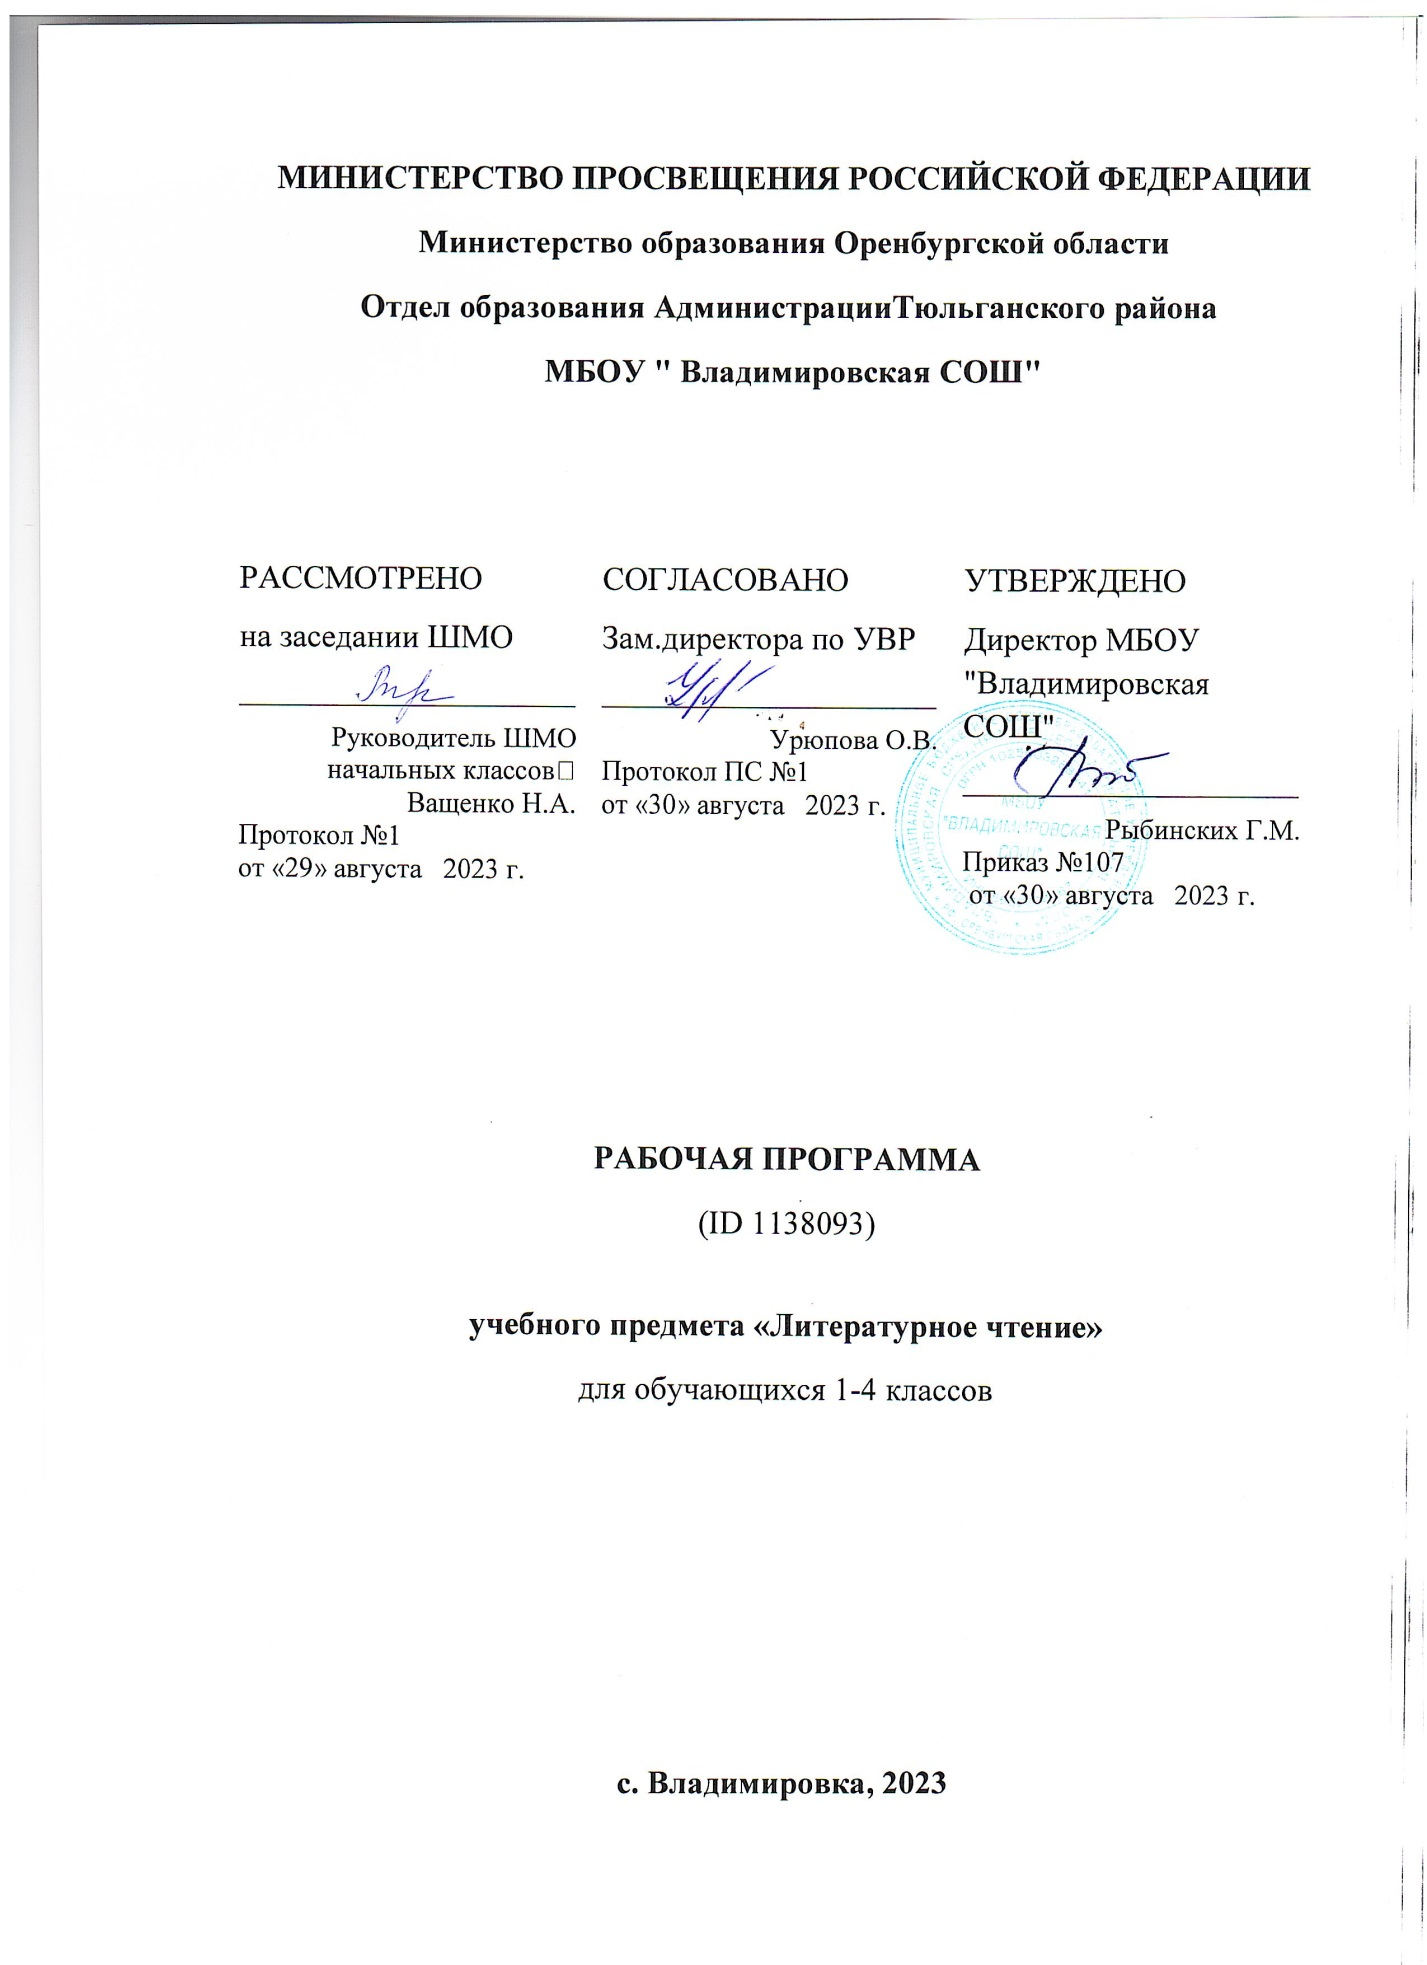 МИНИСТЕРСТВО ПРОСВЕЩЕНИЯ РОССИЙСКОЙ ФЕДЕРАЦИИ
Министерство образования Оренбургской области
Отдел образования АдминистрацииТюльганского района
МБОУ " Владимировская СОШ"
РАССМОТРЕНО
на заседании ШМО
Руководитель ШМО
начальных классов
Ващенко Н.А.
Протокол №1
от «29» августа 2023 г.
СОГЛАСОВАНО
Зам.директора по УВР
Урюпова О.В.
Протокол ПС №1
от «30» августа 2023 г.
УТВЕРЖДЕНО
Директор МБОУ
"Владимировская
СОШ"
Рыбинских Г.М.
Приказ №107
от «30» августа 2023 г.
МБОУ
"ВЛАДИМИРОВСКАЯ
СОШ"
РАБОЧАЯ ПРОГРАММА
(ID 1138093)
учебного предмета «Литературное чтение»
для обучающихся 1-4 классов
с. Владимировка, 2023